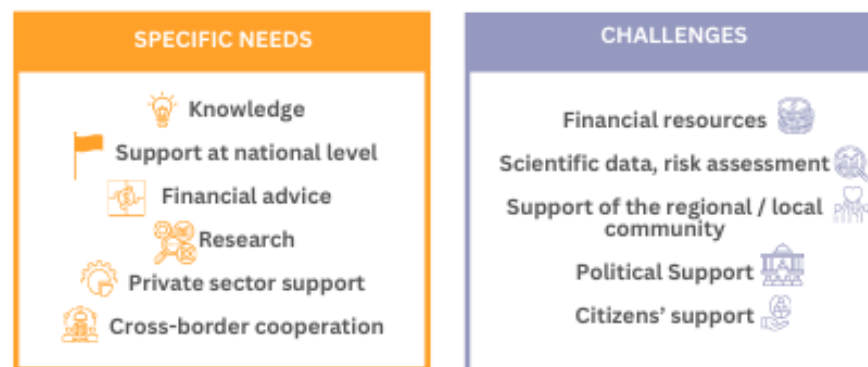 SPECIFIC NEEDS
Knowledge
Support at national level
Financial advice
Research
Private sector support
Cross-border cooperation
CHALLENGES
Financial resources
Scientific data, risk assessment
Support of the regional / local
community
Political Support
Citizens' support